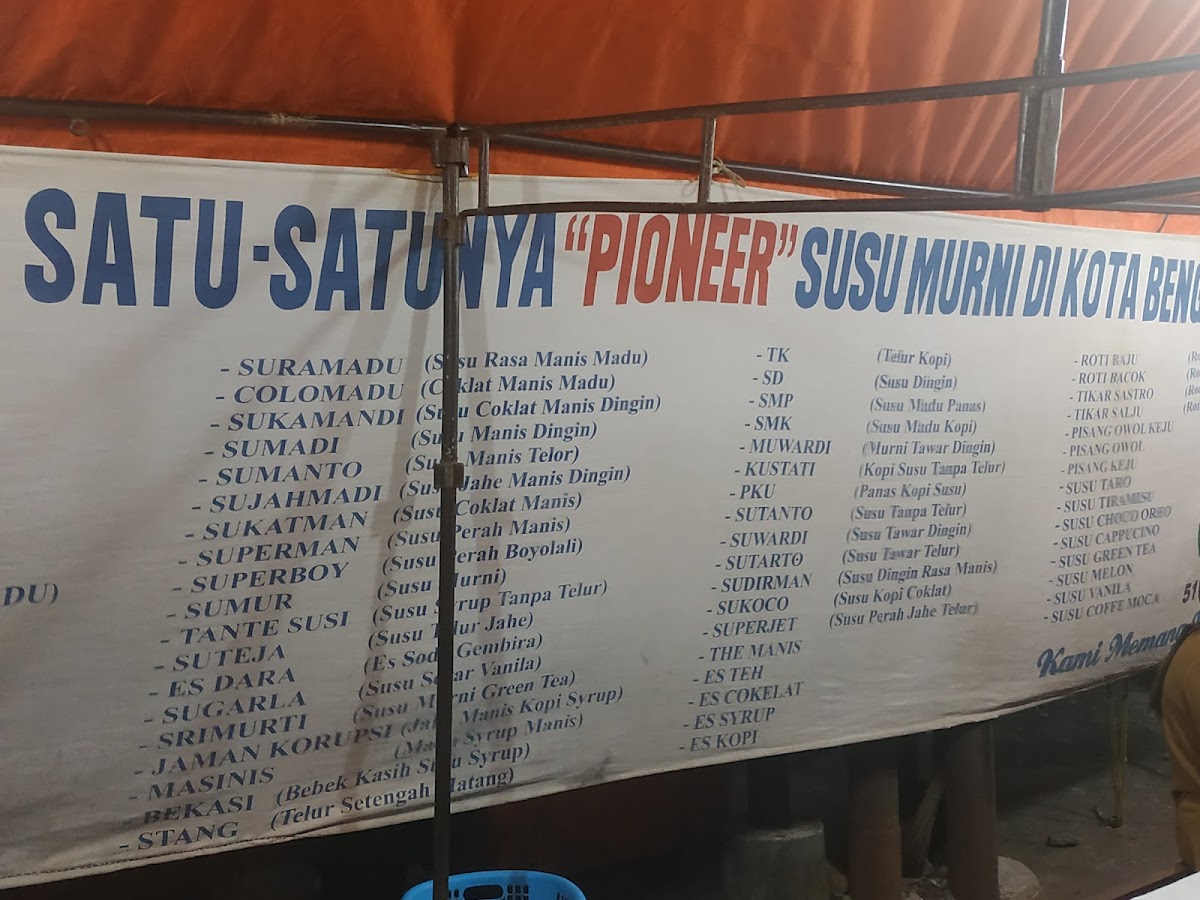 SATU-SATUNYA "PIONEER" SUSU MURNI DI KOTA BENG
DU)
- SURAMADU (Susu Rasa Manis Madu)
- COLOMADU (Coklat Manis Madu)
- SUKAMANDI (Susu Coklat Manis Dingin)
- SUMADI (Susu Manis Dingin)
- SUMANTO (Susu Manis Telor)
- SUJAHMADI (Susu Jahe Manis Dingin)
- SUKATMAN (Susu Coklat Manis)
- SUPERMAN (Susu Perah Manis)
- SUPERBOY (Susu Perah Boyolali)
- SUMUR (Susu Murni)
- TANTE SUSI (Susu Syrup Tanpa Telur)
- SUTEJA (Susu Telur Jahe)
- ES DARA (Es Soda Gembira)
- SUGARLA (Susu Segar Vanila)
- SRIMURTI (Susu Murni Green Tea)
- JAMAN KORUPSI (Jahe Manis Kopi Syrup)
- MASINIS (Madu Syrup Manis)
- BEKASI (Bebek Kasih Susu Syrup)
- STANG (Telur Setengah Matang)
- TK (Telur Kopi)
- SD (Susu Dingin)
- SMP (Susu Madu Panas)
- SMK (Susu Madu Kopi)
- MUWARDI (Murni Tawar Dingin)
- KUSTATI (Kopi Susu Tanpa Telur)
- PKU (Panas Kopi Susu)
- SUTANTO (Susu Tanpa Telur)
- SUWARDI (Susu Tawar Dingin)
- SUTARTO (Susu Tawar Telur)
- SUDIRMAN (Susu Dingin Rasa Manis)
- SUKOCO (Susu Kopi Coklat)
- SUPERJET (Susu Perah Jahe Telur)
- THE MANIS
- ES TEH
- ES COKELAT
- ES SYRUP
- ES KOPI
- ROTI BAJU
- ROTI BACOK
- TIKAR SASTRO
- TIKAR SALJU
- PISANG OWOL KEJU
- PISANG OWOL
- PISANG KEJU
- SUSU TARO
- SUSU TIRAMISU
- SUSU CHOCO OREO
- SUSU CAPPUCINO
- SUSU GREEN TEA
- SUSU MELON
- SUSU VANILA
- SUSU COFFE MOCA
Kami Memang